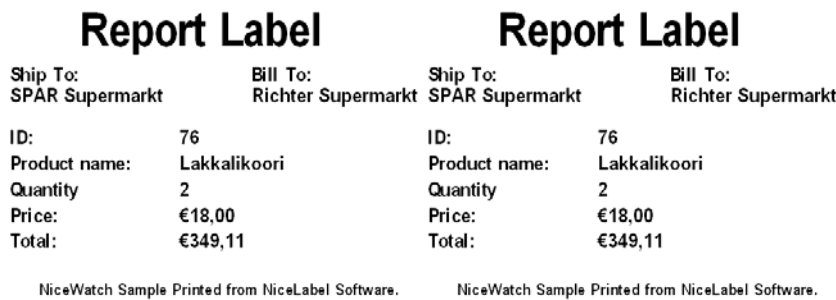 Report Label
Ship To: Bill To:
SPAR Supermarkt Richter Supermarkt
ID: 76
Product name: Lakkalikoori
Quantity 2
Price: €18,00
Total: €349,11
NiceWatch Sample Printed from NiceLabel Software.
Report Label
Ship To: Bill To:
SPAR Supermarkt Richter Supermarkt
ID: 76
Product name: Lakkalikoori
Quantity 2
Price: €18,00
Total: €349,11
NiceWatch Sample Printed from NiceLabel Software.